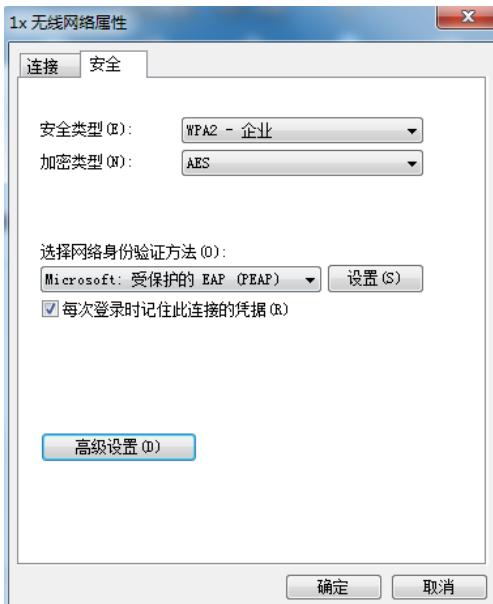 1x 无线网络属性
连接 安全
安全类型(E): WPA2 - 企业
加密类型(N): AES
选择网络身份验证方法(O):
Microsoft: 受保护的 EAP (PEAP) 设置(S)
每次登录时记住此连接的凭据(R)
高级设置(D)
确定 取消